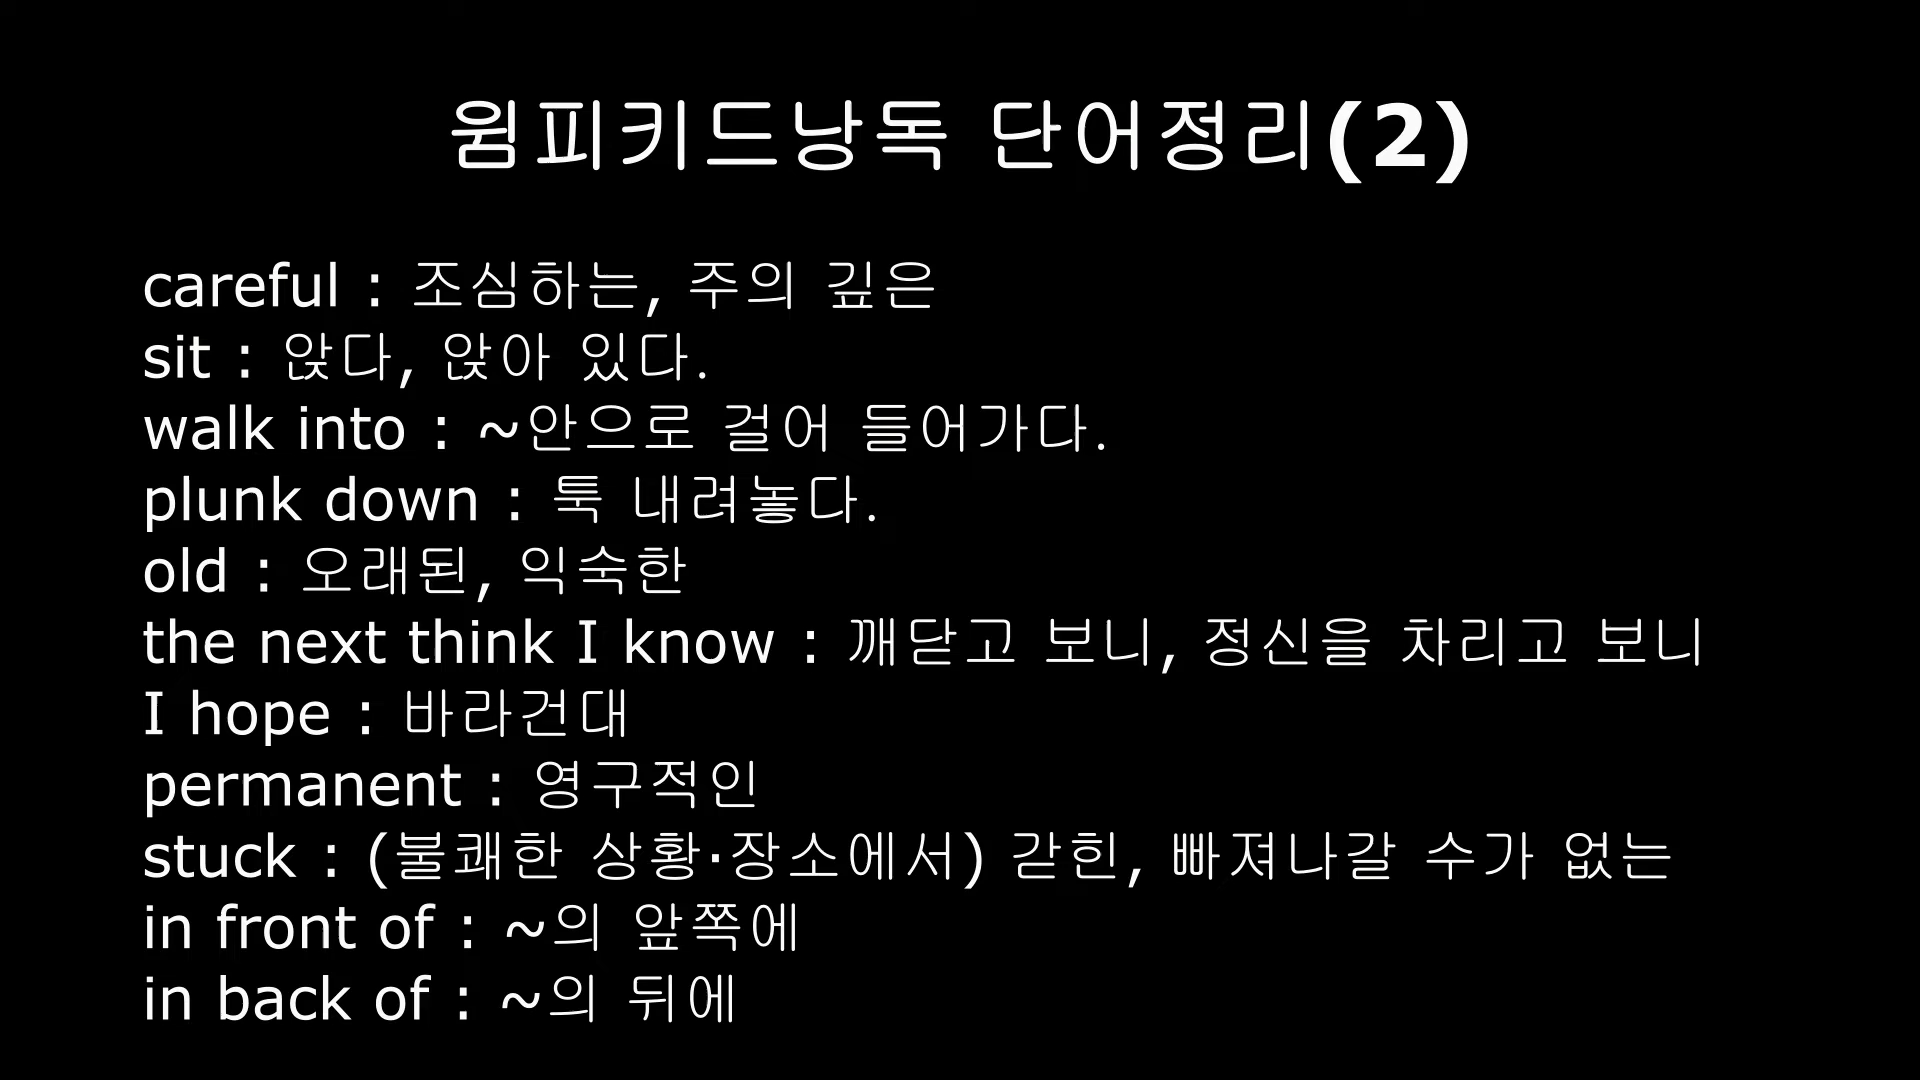 윔피키드낭독 단어정리(2)
careful : 조심하는, 주의 깊은
sit : 앉다, 앉아 있다.
walk into : ~안으로 걸어 들어가다.
plunk down : 툭 내려놓다.
old : 오래된, 익숙한
the next think I know : 깨닫고 보니, 정신을 차리고 보니
I hope : 바라건대
permanent : 영구적인
stuck : (불쾌한 상황·장소에서) 갇힌, 빠져나갈 수가 없는
in front of : ~의 앞쪽에
in back of : ~의 뒤에